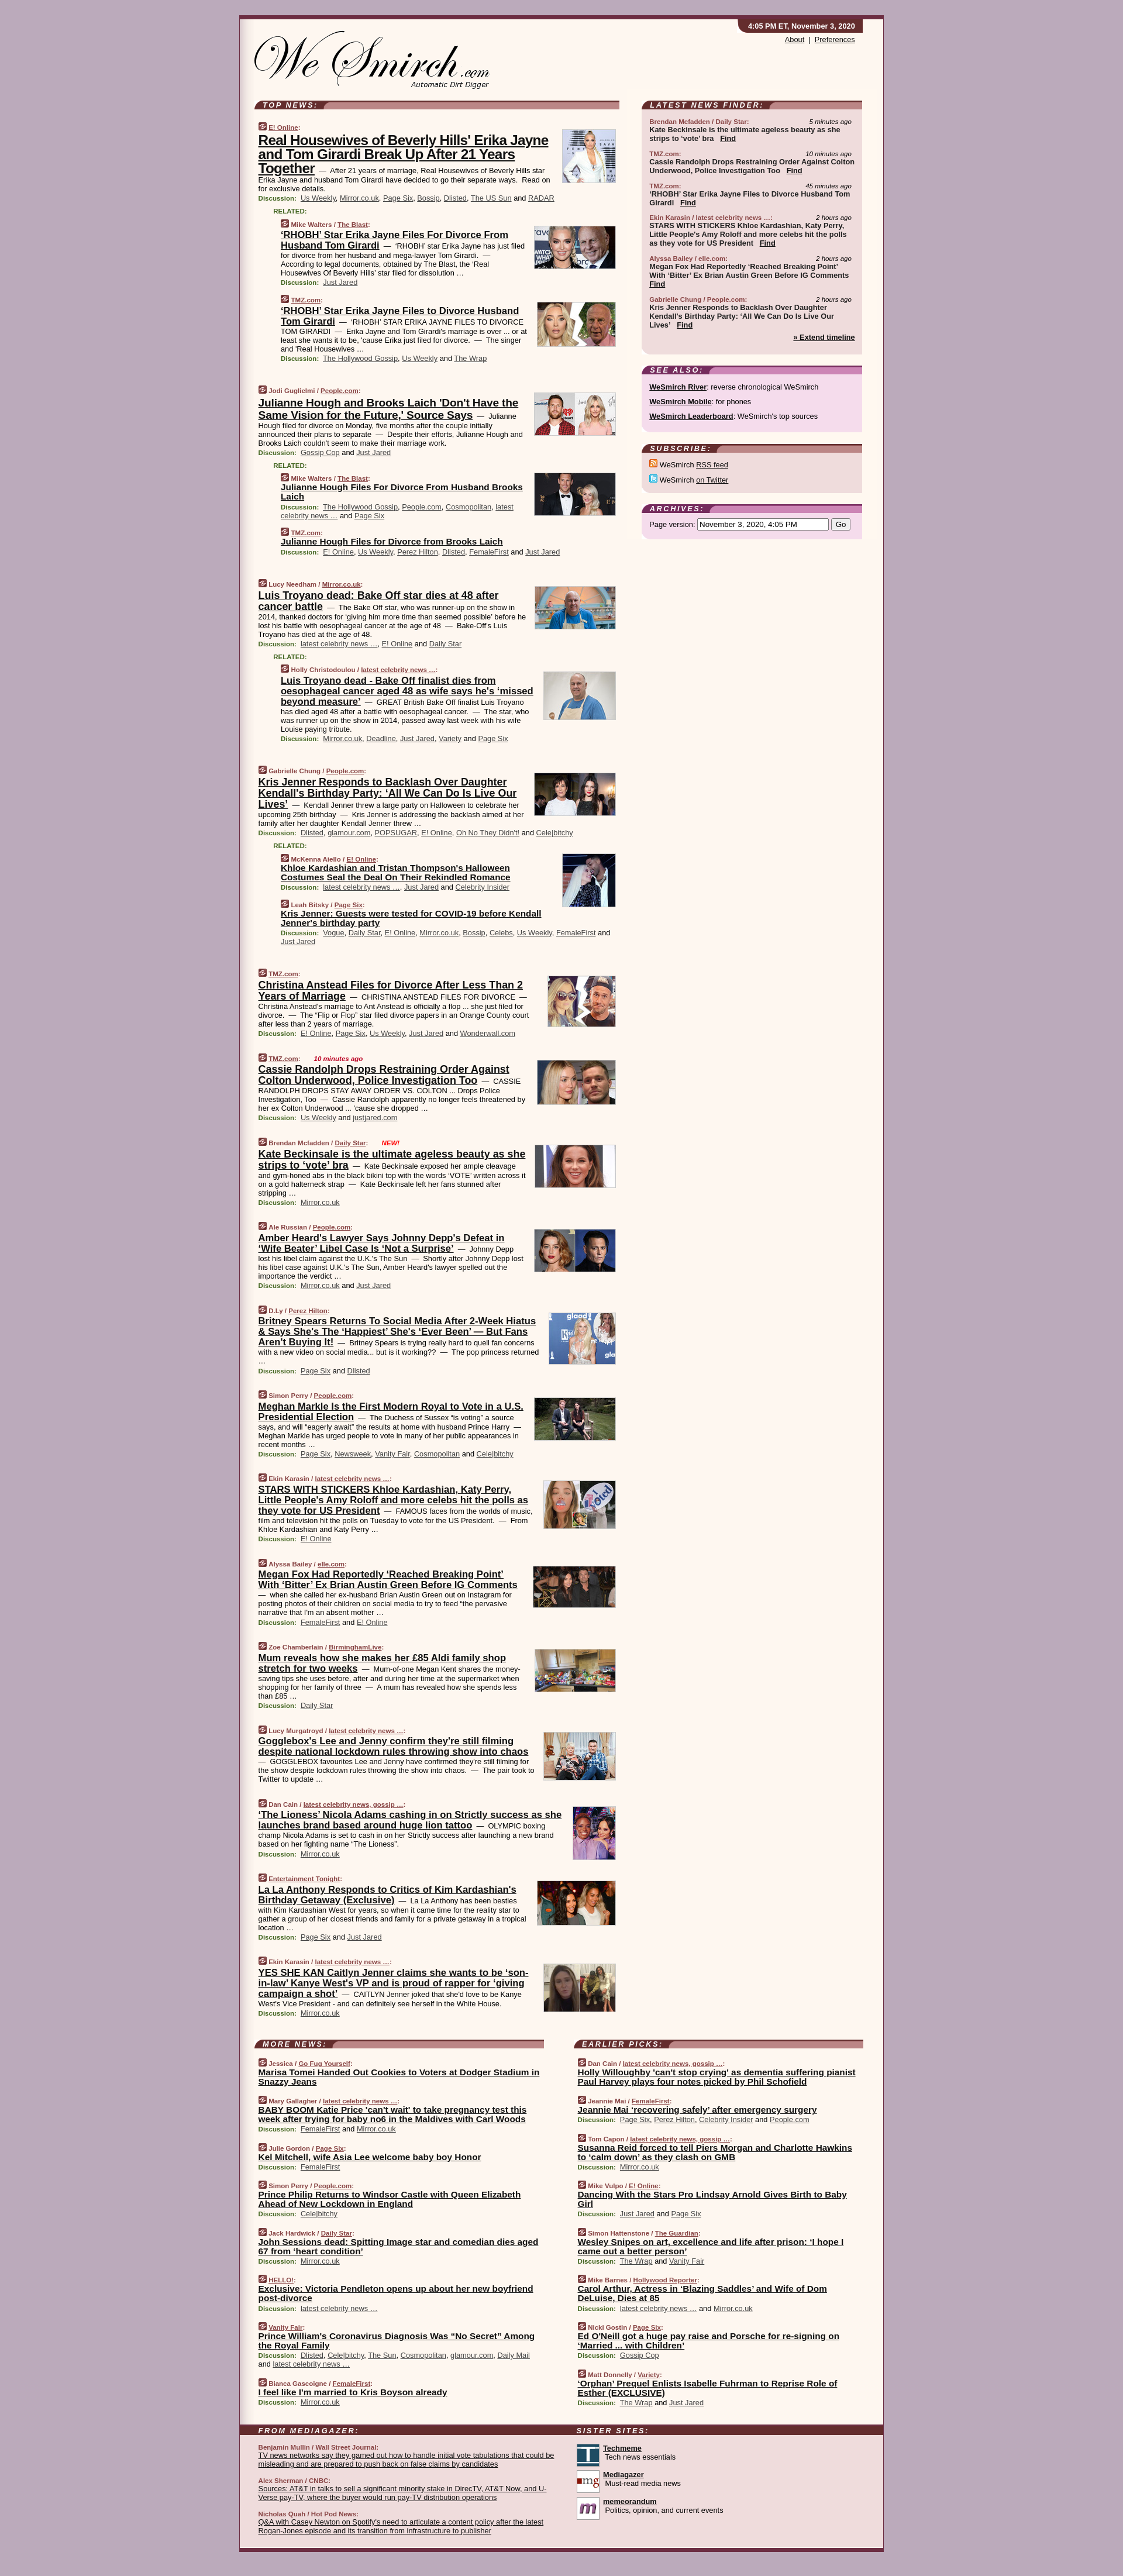 4:05 PM ET, November 3, 2020
About | Preferences
We Smirch.com
Automatic Dirt Digger
TOP NEWS:
E! Online:
Real Housewives of Beverly Hills' Erika Jayne
and Tom Girardi Break Up After 21 Years
Together — After 21 years of marriage, Real Housewives of Beverly Hills star
Erika Jayne and husband Tom Girardi have decided to go their separate ways. Read on
for exclusive details.
Discussion: Us Weekly, Mirror.co.uk, Page Six, Bossip, Dlisted, The US Sun and RADAR
RELATED:
Mike Walters / The Blast:
‘RHOBH’ Star Erika Jayne Files For Divorce From
Husband Tom Girardi — ‘RHOBH’ star Erika Jayne has just filed
for divorce from her husband and mega-lawyer Tom Girardi. —
According to legal documents, obtained by The Blast, the ‘Real
Housewives Of Beverly Hills’ star filed for dissolution …
Discussion: Just Jared
TMZ.com:
‘RHOBH’ Star Erika Jayne Files to Divorce Husband
Tom Girardi — ‘RHOBH’ STAR ERIKA JAYNE FILES TO DIVORCE
TOM GIRARDI — Erika Jayne and Tom Girardi's marriage is over ... or at
least she wants it to be, 'cause Erika just filed for divorce. — The singer
and 'Real Housewives …
Discussion: The Hollywood Gossip, Us Weekly and The Wrap
Jodi Guglielmi / People.com:
Julianne Hough and Brooks Laich 'Don't Have the
Same Vision for the Future,' Source Says — Julianne
Hough filed for divorce on Monday, five months after the couple initially
announced their plans to separate — Despite their efforts, Julianne Hough and
Brooks Laich couldn't seem to make their marriage work.
Discussion: Gossip Cop and Just Jared
RELATED:
Mike Walters / The Blast:
Julianne Hough Files For Divorce From Husband Brooks
Laich
Discussion: The Hollywood Gossip, People.com, Cosmopolitan, latest
celebrity news … and Page Six
TMZ.com:
Julianne Hough Files for Divorce from Brooks Laich
Discussion: E! Online, Us Weekly, Perez Hilton, Dlisted, FemaleFirst and Just Jared
Lucy Needham / Mirror.co.uk:
Luis Troyano dead: Bake Off star dies at 48 after
cancer battle — The Bake Off star, who was runner-up on the show in
2014, thanked doctors for ‘giving him more time than seemed possible’ before he
lost his battle with oesophageal cancer at the age of 48 — Bake-Off's Luis
Troyano has died at the age of 48.
Discussion: latest celebrity news …, E! Online and Daily Star
RELATED:
Holly Christodoulou / latest celebrity news …:
Luis Troyano dead - Bake Off finalist dies from
oesophageal cancer aged 48 as wife says he's ‘missed
beyond measure’ — GREAT British Bake Off finalist Luis Troyano
has died aged 48 after a battle with oesophageal cancer. — The star, who
was runner up on the show in 2014, passed away last week with his wife
Louise paying tribute.
Discussion: Mirror.co.uk, Deadline, Just Jared, Variety and Page Six
Gabrielle Chung / People.com:
Kris Jenner Responds to Backlash Over Daughter
Kendall's Birthday Party: ‘All We Can Do Is Live Our
Lives’ — Kendall Jenner threw a large party on Halloween to celebrate her
upcoming 25th birthday — Kris Jenner is addressing the backlash aimed at her
family after her daughter Kendall Jenner threw …
Discussion: Dlisted, glamour.com, POPSUGAR, E! Online, Oh No They Didn't! and Cele|bitchy
RELATED:
McKenna Aiello / E! Online:
Khloe Kardashian and Tristan Thompson's Halloween
Costumes Seal the Deal On Their Rekindled Romance
Discussion: latest celebrity news …, Just Jared and Celebrity Insider
Leah Bitsky / Page Six:
Kris Jenner: Guests were tested for COVID-19 before Kendall
Jenner's birthday party
Discussion: Vogue, Daily Star, E! Online, Mirror.co.uk, Bossip, Celebs, Us Weekly, FemaleFirst and
Just Jared
TMZ.com:
Christina Anstead Files for Divorce After Less Than 2
Years of Marriage — CHRISTINA ANSTEAD FILES FOR DIVORCE —
Christina Anstead's marriage to Ant Anstead is officially a flop ... she just filed for
divorce. — The “Flip or Flop” star filed divorce papers in an Orange County court
after less than 2 years of marriage.
Discussion: E! Online, Page Six, Us Weekly, Just Jared and Wonderwall.com
TMZ.com: 10 minutes ago
Cassie Randolph Drops Restraining Order Against
Colton Underwood, Police Investigation Too — CASSIE
RANDOLPH DROPS STAY AWAY ORDER VS. COLTON ... Drops Police
Investigation, Too — Cassie Randolph apparently no longer feels threatened by
her ex Colton Underwood ... 'cause she dropped …
Discussion: Us Weekly and justjared.com
Brendan Mcfadden / Daily Star: NEW!
Kate Beckinsale is the ultimate ageless beauty as she
strips to ‘vote’ bra — Kate Beckinsale exposed her ample cleavage
and gym-honed abs in the black bikini top with the words ‘VOTE’ written across it
on a gold halterneck strap — Kate Beckinsale left her fans stunned after
stripping …
Discussion: Mirror.co.uk
Ale Russian / People.com:
Amber Heard's Lawyer Says Johnny Depp's Defeat in
‘Wife Beater’ Libel Case Is ‘Not a Surprise’ — Johnny Depp
lost his libel claim against the U.K.'s The Sun — Shortly after Johnny Depp lost
his libel case against U.K.'s The Sun, Amber Heard's lawyer spelled out the
importance the verdict …
Discussion: Mirror.co.uk and Just Jared
D.Ly / Perez Hilton:
Britney Spears Returns To Social Media After 2-Week Hiatus
& Says She's The ‘Happiest’ She's ‘Ever Been’ — But Fans
Aren't Buying It! — Britney Spears is trying really hard to quell fan concerns
with a new video on social media... but is it working?? — The pop princess returned
…
Discussion: Page Six and Dlisted
Simon Perry / People.com:
Meghan Markle Is the First Modern Royal to Vote in a U.S.
Presidential Election — The Duchess of Sussex “is voting” a source
says, and will “eagerly await” the results at home with husband Prince Harry —
Meghan Markle has urged people to vote in many of her public appearances in
recent months …
Discussion: Page Six, Newsweek, Vanity Fair, Cosmopolitan and Cele|bitchy
Ekin Karasin / latest celebrity news …:
STARS WITH STICKERS Khloe Kardashian, Katy Perry,
Little People's Amy Roloff and more celebs hit the polls as
they vote for US President — FAMOUS faces from the worlds of music,
film and television hit the polls on Tuesday to vote for the US President. — From
Khloe Kardashian and Katy Perry …
Discussion: E! Online
Alyssa Bailey / elle.com:
Megan Fox Had Reportedly ‘Reached Breaking Point’
With ‘Bitter’ Ex Brian Austin Green Before IG Comments
— when she called her ex-husband Brian Austin Green out on Instagram for
posting photos of their children on social media to try to feed “the pervasive
narrative that I'm an absent mother …
Discussion: FemaleFirst and E! Online
Zoe Chamberlain / BirminghamLive:
Mum reveals how she makes her £85 Aldi family shop
stretch for two weeks — Mum-of-one Megan Kent shares the money-
saving tips she uses before, after and during her time at the supermarket when
shopping for her family of three — A mum has revealed how she spends less
than £85 …
Discussion: Daily Star
Lucy Murgatroyd / latest celebrity news …:
Gogglebox's Lee and Jenny confirm they're still filming
despite national lockdown rules throwing show into chaos
— GOGGLEBOX favourites Lee and Jenny have confirmed they're still filming for
the show despite lockdown rules throwing the show into chaos. — The pair took to
Twitter to update …
Dan Cain / latest celebrity news, gossip …:
‘The Lioness’ Nicola Adams cashing in on Strictly success as she
launches brand based around huge lion tattoo — OLYMPIC boxing
champ Nicola Adams is set to cash in on her Strictly success after launching a new brand
based on her fighting name “The Lioness”.
Discussion: Mirror.co.uk
Entertainment Tonight:
La La Anthony Responds to Critics of Kim Kardashian's
Birthday Getaway (Exclusive) — La La Anthony has been besties
with Kim Kardashian West for years, so when it came time for the reality star to
gather a group of her closest friends and family for a private getaway in a tropical
location …
Discussion: Page Six and Just Jared
Ekin Karasin / latest celebrity news …:
YES SHE KAN Caitlyn Jenner claims she wants to be ‘son-
in-law’ Kanye West's VP and is proud of rapper for ‘giving
campaign a shot’ — CAITLYN Jenner joked that she'd love to be Kanye
West's Vice President - and can definitely see herself in the White House.
Discussion: Mirror.co.uk
LATEST NEWS FINDER:
Brendan Mcfadden / Daily Star: 5 minutes ago
Kate Beckinsale is the ultimate ageless beauty as she
strips to ‘vote’ bra Find
TMZ.com: 10 minutes ago
Cassie Randolph Drops Restraining Order Against Colton
Underwood, Police Investigation Too Find
TMZ.com: 45 minutes ago
‘RHOBH’ Star Erika Jayne Files to Divorce Husband Tom
Girardi Find
Ekin Karasin / latest celebrity news …: 2 hours ago
STARS WITH STICKERS Khloe Kardashian, Katy Perry,
Little People's Amy Roloff and more celebs hit the polls
as they vote for US President Find
Alyssa Bailey / elle.com: 2 hours ago
Megan Fox Had Reportedly ‘Reached Breaking Point’
With ‘Bitter’ Ex Brian Austin Green Before IG Comments
Find
Gabrielle Chung / People.com: 2 hours ago
Kris Jenner Responds to Backlash Over Daughter
Kendall's Birthday Party: ‘All We Can Do Is Live Our
Lives’ Find
» Extend timeline
SEE ALSO:
WeSmirch River: reverse chronological WeSmirch
WeSmirch Mobile: for phones
WeSmirch Leaderboard: WeSmirch's top sources
SUBSCRIBE:
WeSmirch RSS feed
WeSmirch on Twitter
ARCHIVES:
Page version: November 3, 2020, 4:05 PM Go
MORE NEWS:
Jessica / Go Fug Yourself:
Marisa Tomei Handed Out Cookies to Voters at Dodger Stadium in
Snazzy Jeans
Mary Gallagher / latest celebrity news …:
BABY BOOM Katie Price 'can't wait' to take pregnancy test this
week after trying for baby no6 in the Maldives with Carl Woods
Discussion: FemaleFirst and Mirror.co.uk
Julie Gordon / Page Six:
Kel Mitchell, wife Asia Lee welcome baby boy Honor
Discussion: FemaleFirst
Simon Perry / People.com:
Prince Philip Returns to Windsor Castle with Queen Elizabeth
Ahead of New Lockdown in England
Discussion: Cele|bitchy
Jack Hardwick / Daily Star:
John Sessions dead: Spitting Image star and comedian dies aged
67 from ‘heart condition’
Discussion: Mirror.co.uk
HELLO!:
Exclusive: Victoria Pendleton opens up about her new boyfriend
post-divorce
Discussion: latest celebrity news …
Vanity Fair:
Prince William's Coronavirus Diagnosis Was “No Secret” Among
the Royal Family
Discussion: Dlisted, Cele|bitchy, The Sun, Cosmopolitan, glamour.com, Daily Mail
and latest celebrity news …
Bianca Gascoigne / FemaleFirst:
I feel like I'm married to Kris Boyson already
Discussion: Mirror.co.uk
EARLIER PICKS:
Dan Cain / latest celebrity news, gossip …:
Holly Willoughby 'can't stop crying' as dementia suffering pianist
Paul Harvey plays four notes picked by Phil Schofield
Jeannie Mai / FemaleFirst:
Jeannie Mai ‘recovering safely’ after emergency surgery
Discussion: Page Six, Perez Hilton, Celebrity Insider and People.com
Tom Capon / latest celebrity news, gossip …:
Susanna Reid forced to tell Piers Morgan and Charlotte Hawkins
to ‘calm down’ as they clash on GMB
Discussion: Mirror.co.uk
Mike Vulpo / E! Online:
Dancing With the Stars Pro Lindsay Arnold Gives Birth to Baby
Girl
Discussion: Just Jared and Page Six
Simon Hattenstone / The Guardian:
Wesley Snipes on art, excellence and life after prison: ‘I hope I
came out a better person’
Discussion: The Wrap and Vanity Fair
Mike Barnes / Hollywood Reporter:
Carol Arthur, Actress in ‘Blazing Saddles’ and Wife of Dom
DeLuise, Dies at 85
Discussion: latest celebrity news … and Mirror.co.uk
Nicki Gostin / Page Six:
Ed O'Neill got a huge pay raise and Porsche for re-signing on
‘Married ... with Children’
Discussion: Gossip Cop
Matt Donnelly / Variety:
‘Orphan’ Prequel Enlists Isabelle Fuhrman to Reprise Role of
Esther (EXCLUSIVE)
Discussion: The Wrap and Just Jared
FROM MEDIAGAZER:
Benjamin Mullin / Wall Street Journal:
TV news networks say they gamed out how to handle initial vote tabulations that could be
misleading and are prepared to push back on false claims by candidates
Alex Sherman / CNBC:
Sources: AT&T in talks to sell a significant minority stake in DirecTV, AT&T Now, and U-
Verse pay-TV, where the buyer would run pay-TV distribution operations
Nicholas Quah / Hot Pod News:
Q&A with Casey Newton on Spotify's need to articulate a content policy after the latest
Rogan-Jones episode and its transition from infrastructure to publisher
SISTER SITES:
Techmeme
Tech news essentials
mg
Mediagazer
Must-read media news
m
memeorandum
Politics, opinion, and current events